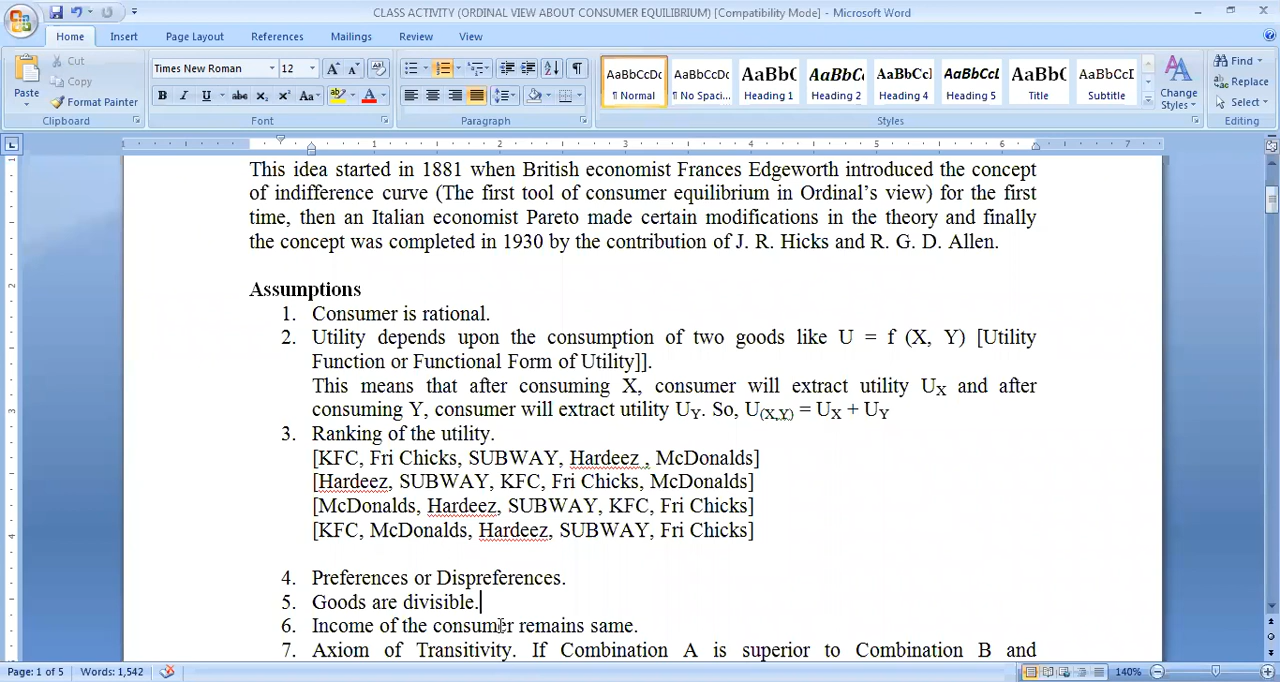 CLASS ACTIVITY (ORDINAL VIEW ABOUT CONSUMER EQUILIBRIUM) [Compatibility Mode] - Microsoft Word
Home Insert Page Layout References Mailings Review View
Paste
Cut
Copy
Format Painter
Clipboard
Times New Roman 12
Font
Paragraph
AaBbCcDc AaBbCcDc AaBb( AaBbC AaBbC( AaBbCcL AaBb( AaBbCcI
¶ Normal ¶ No Spaci... Heading 1 Heading 2 Heading 4 Heading 5 Title Subtitle
Change Styles
Styles
Find
Replace
Select
Editing
1 1 2 3 4 5 6 7
This idea started in 1881 when British economist Frances Edgeworth introduced the concept
of indifference curve (The first tool of consumer equilibrium in Ordinal's view) for the first
time, then an Italian economist Pareto made certain modifications in the theory and finally
the concept was completed in 1930 by the contribution of J. R. Hicks and R. G. D. Allen.
Assumptions
1. Consumer is rational.
2. Utility depends upon the consumption of two goods like U = f (X, Y) [Utility
Function or Functional Form of Utility]].
This means that after consuming X, consumer will extract utility UX and after
consuming Y, consumer will extract utility UY. So, U(X,Y) = UX + UY
3. Ranking of the utility.
[KFC, Fri Chicks, SUBWAY, Hardeez , McDonalds]
[Hardeez, SUBWAY, KFC, Fri Chicks, McDonalds]
[McDonalds, Hardeez, SUBWAY, KFC, Fri Chicks]
[KFC, McDonalds, Hardeez, SUBWAY, Fri Chicks]
4. Preferences or Dispreferences.
5. Goods are divisible.
6. Income of the consumer remains same.
7. Axiom of Transitivity. If Combination A is superior to Combination B and
Page: 1 of 5 Words: 1,542 140%